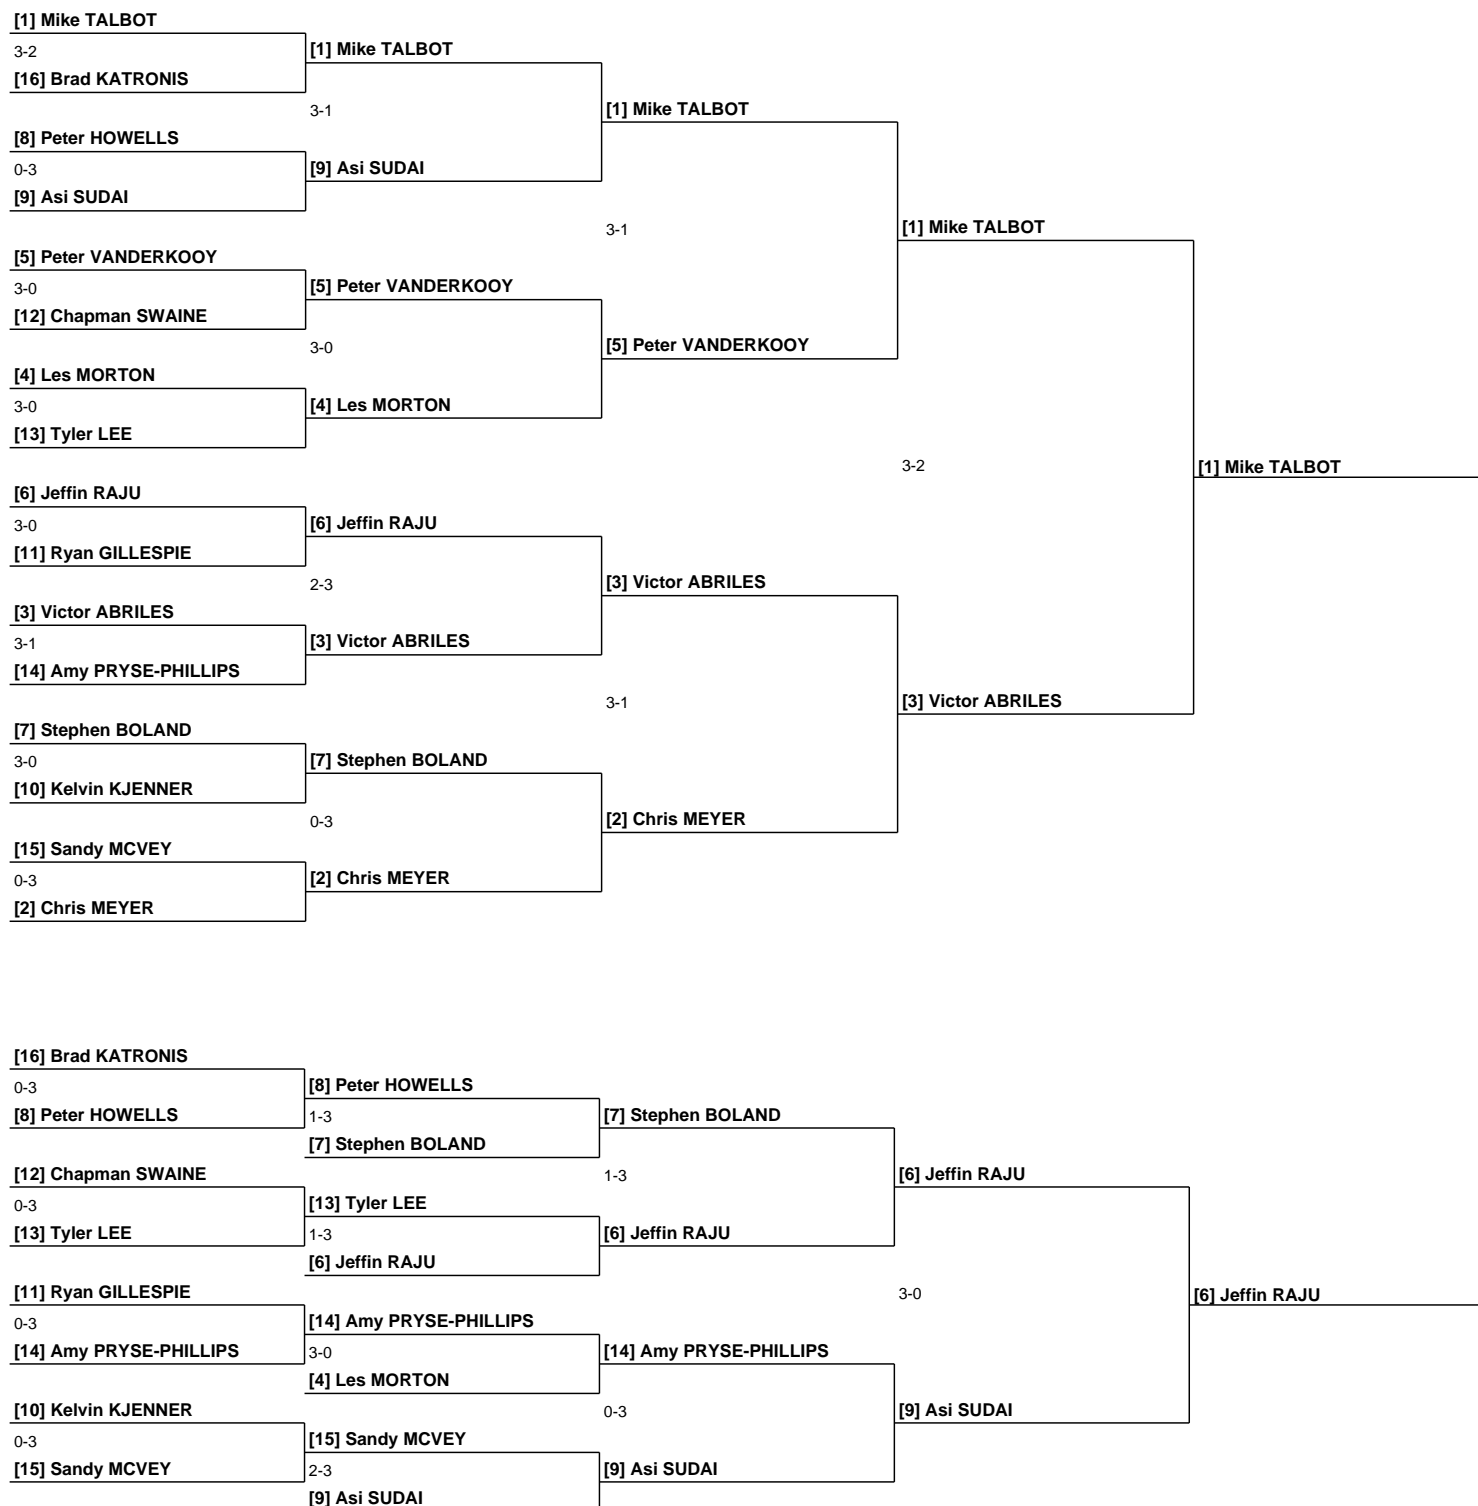 [1] Mike TALBOT
3-2
[1] Mike TALBOT
[16] Brad KATRONIS
3-1
[1] Mike TALBOT
[8] Peter HOWELLS
0-3
[9] Asi SUDAI
[9] Asi SUDAI
3-1
[1] Mike TALBOT
[5] Peter VANDERKOOY
3-0
[5] Peter VANDERKOOY
[12] Chapman SWAINE
3-0
[5] Peter VANDERKOOY
[4] Les MORTON
3-0
[4] Les MORTON
[13] Tyler LEE
3-2
[1] Mike TALBOT
[6] Jeffin RAJU
3-0
[6] Jeffin RAJU
[11] Ryan GILLESPIE
2-3
[3] Victor ABRILES
[3] Victor ABRILES
3-1
[3] Victor ABRILES
[14] Amy PRYSE-PHILLIPS
3-1
[3] Victor ABRILES
[7] Stephen BOLAND
3-0
[7] Stephen BOLAND
[10] Kelvin KJENNER
0-3
[2] Chris MEYER
[15] Sandy MCVEY
0-3
[2] Chris MEYER
[2] Chris MEYER
[16] Brad KATRONIS
0-3
[8] Peter HOWELLS
[8] Peter HOWELLS
1-3
[7] Stephen BOLAND
[7] Stephen BOLAND
[12] Chapman SWAINE
1-3
[6] Jeffin RAJU
0-3
[13] Tyler LEE
[13] Tyler LEE
1-3
[6] Jeffin RAJU
[6] Jeffin RAJU
[11] Ryan GILLESPIE
3-0
[6] Jeffin RAJU
0-3
[14] Amy PRYSE-PHILLIPS
[14] Amy PRYSE-PHILLIPS
3-0
[14] Amy PRYSE-PHILLIPS
[4] Les MORTON
[10] Kelvin KJENNER
0-3
[9] Asi SUDAI
0-3
[15] Sandy MCVEY
[15] Sandy MCVEY
2-3
[9] Asi SUDAI
[9] Asi SUDAI